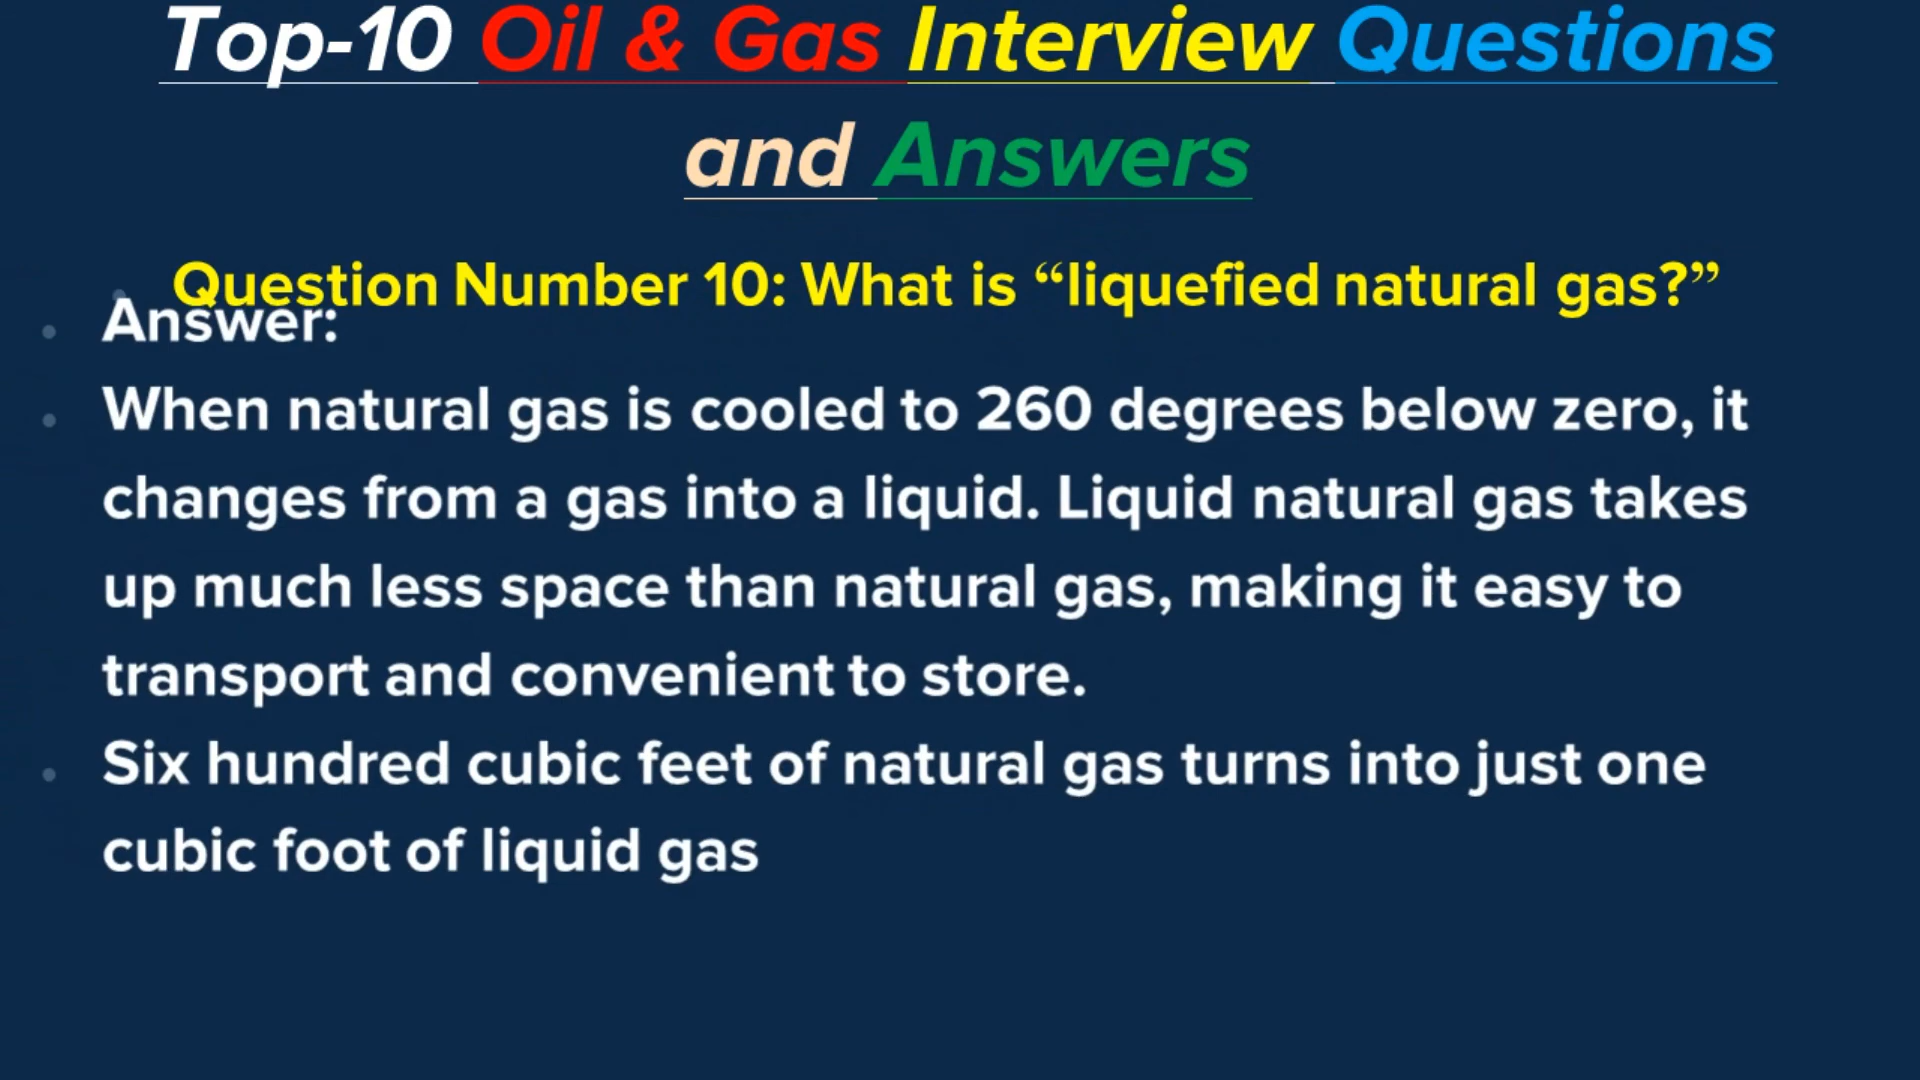 Top-10 Oil & Gas Interview Questions
and Answers
Question Number 10: What is “liquefied natural gas?”
Answer:
When natural gas is cooled to 260 degrees below zero, it
changes from a gas into a liquid. Liquid natural gas takes
up much less space than natural gas, making it easy to
transport and convenient to store.
Six hundred cubic feet of natural gas turns into just one
cubic foot of liquid gas